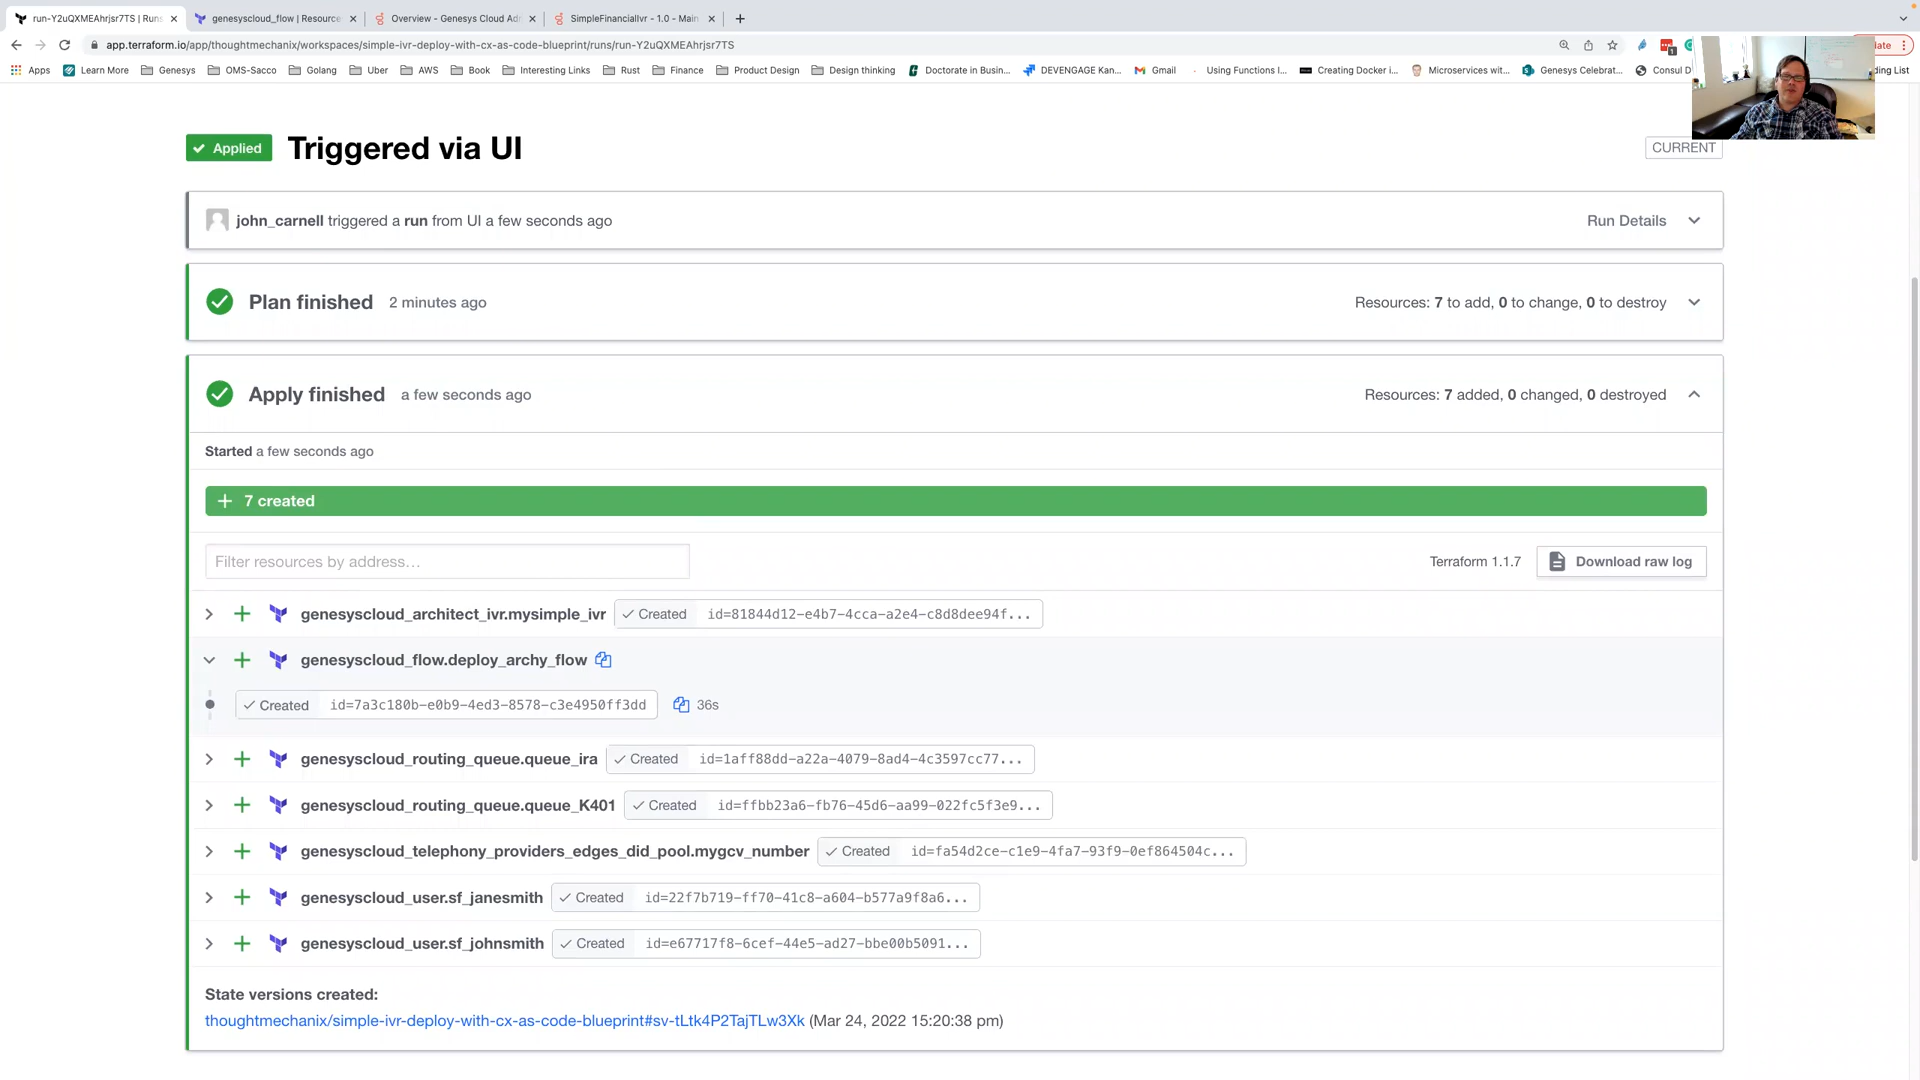 run-Y2uQXMEAhrjsr7TS | Runs
genesyscloud_flow | Resource
Overview - Genesys Cloud Adm
SimpleFinancialIvr - 1.0 - Main
app.terraform.io/app/thoughtmechanix/workspaces/simple-ivr-deploy-with-cx-as-code-blueprint/runs/run-Y2uQXMEAhrjsr7TS
Apps Learn More Genesys OMS-Sacco Golang Uber AWS Book Interesting Links Rust Finance Product Design Design thinking Doctorate in Busin... DEVENGAGE Kan... Gmail Using Functions I... Creating Docker i... Microservices wit... Genesys Celebrat... Consul D
Applied
Triggered via UI
CURRENT
john_carnell triggered a run from UI a few seconds ago
Run Details
Plan finished 2 minutes ago
Resources: 7 to add, 0 to change, 0 to destroy
Apply finished a few seconds ago
Resources: 7 added, 0 changed, 0 destroyed
Started a few seconds ago
7 created
Filter resources by address…
Terraform 1.1.7
Download raw log
genesyscloud_architect_ivr.mysimple_ivr Created id=81844d12-e4b7-4cca-a2e4-c8d8dee94f...
genesyscloud_flow.deploy_archy_flow
Created id=7a3c180b-e0b9-4ed3-8578-c3e4950ff3dd 36s
genesyscloud_routing_queue.queue_ira Created id=1aff88dd-a22a-4079-8ad4-4c3597cc77...
genesyscloud_routing_queue.queue_K401 Created id=ffbb23a6-fb76-45d6-aa99-022fc5f3e9...
genesyscloud_telephony_providers_edges_did_pool.mygcv_number Created id=fa54d2ce-c1e9-4fa7-93f9-0ef864504c...
genesyscloud_user.sf_janesmith Created id=22f7b719-ff70-41c8-a604-b577a9f8a6...
genesyscloud_user.sf_johnsmith Created id=e67717f8-6cef-44e5-ad27-bbe00b5091...
State versions created:
thoughtmechanix/simple-ivr-deploy-with-cx-as-code-blueprint#sv-tLtk4P2TajTLw3Xk (Mar 24, 2022 15:20:38 pm)